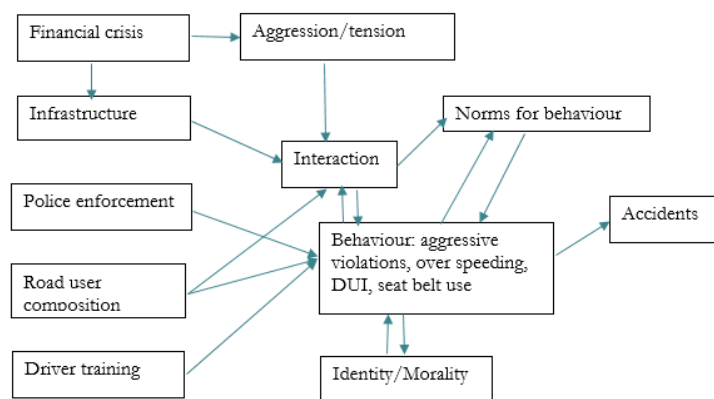 Financial crisis
Aggression/tension
Infrastructure
Norms for behaviour
Interaction
Police enforcement
Accidents
Behaviour: aggressive
violations, over speeding,
DUI, seat belt use
Road user
composition
Driver training
Identity/Morality